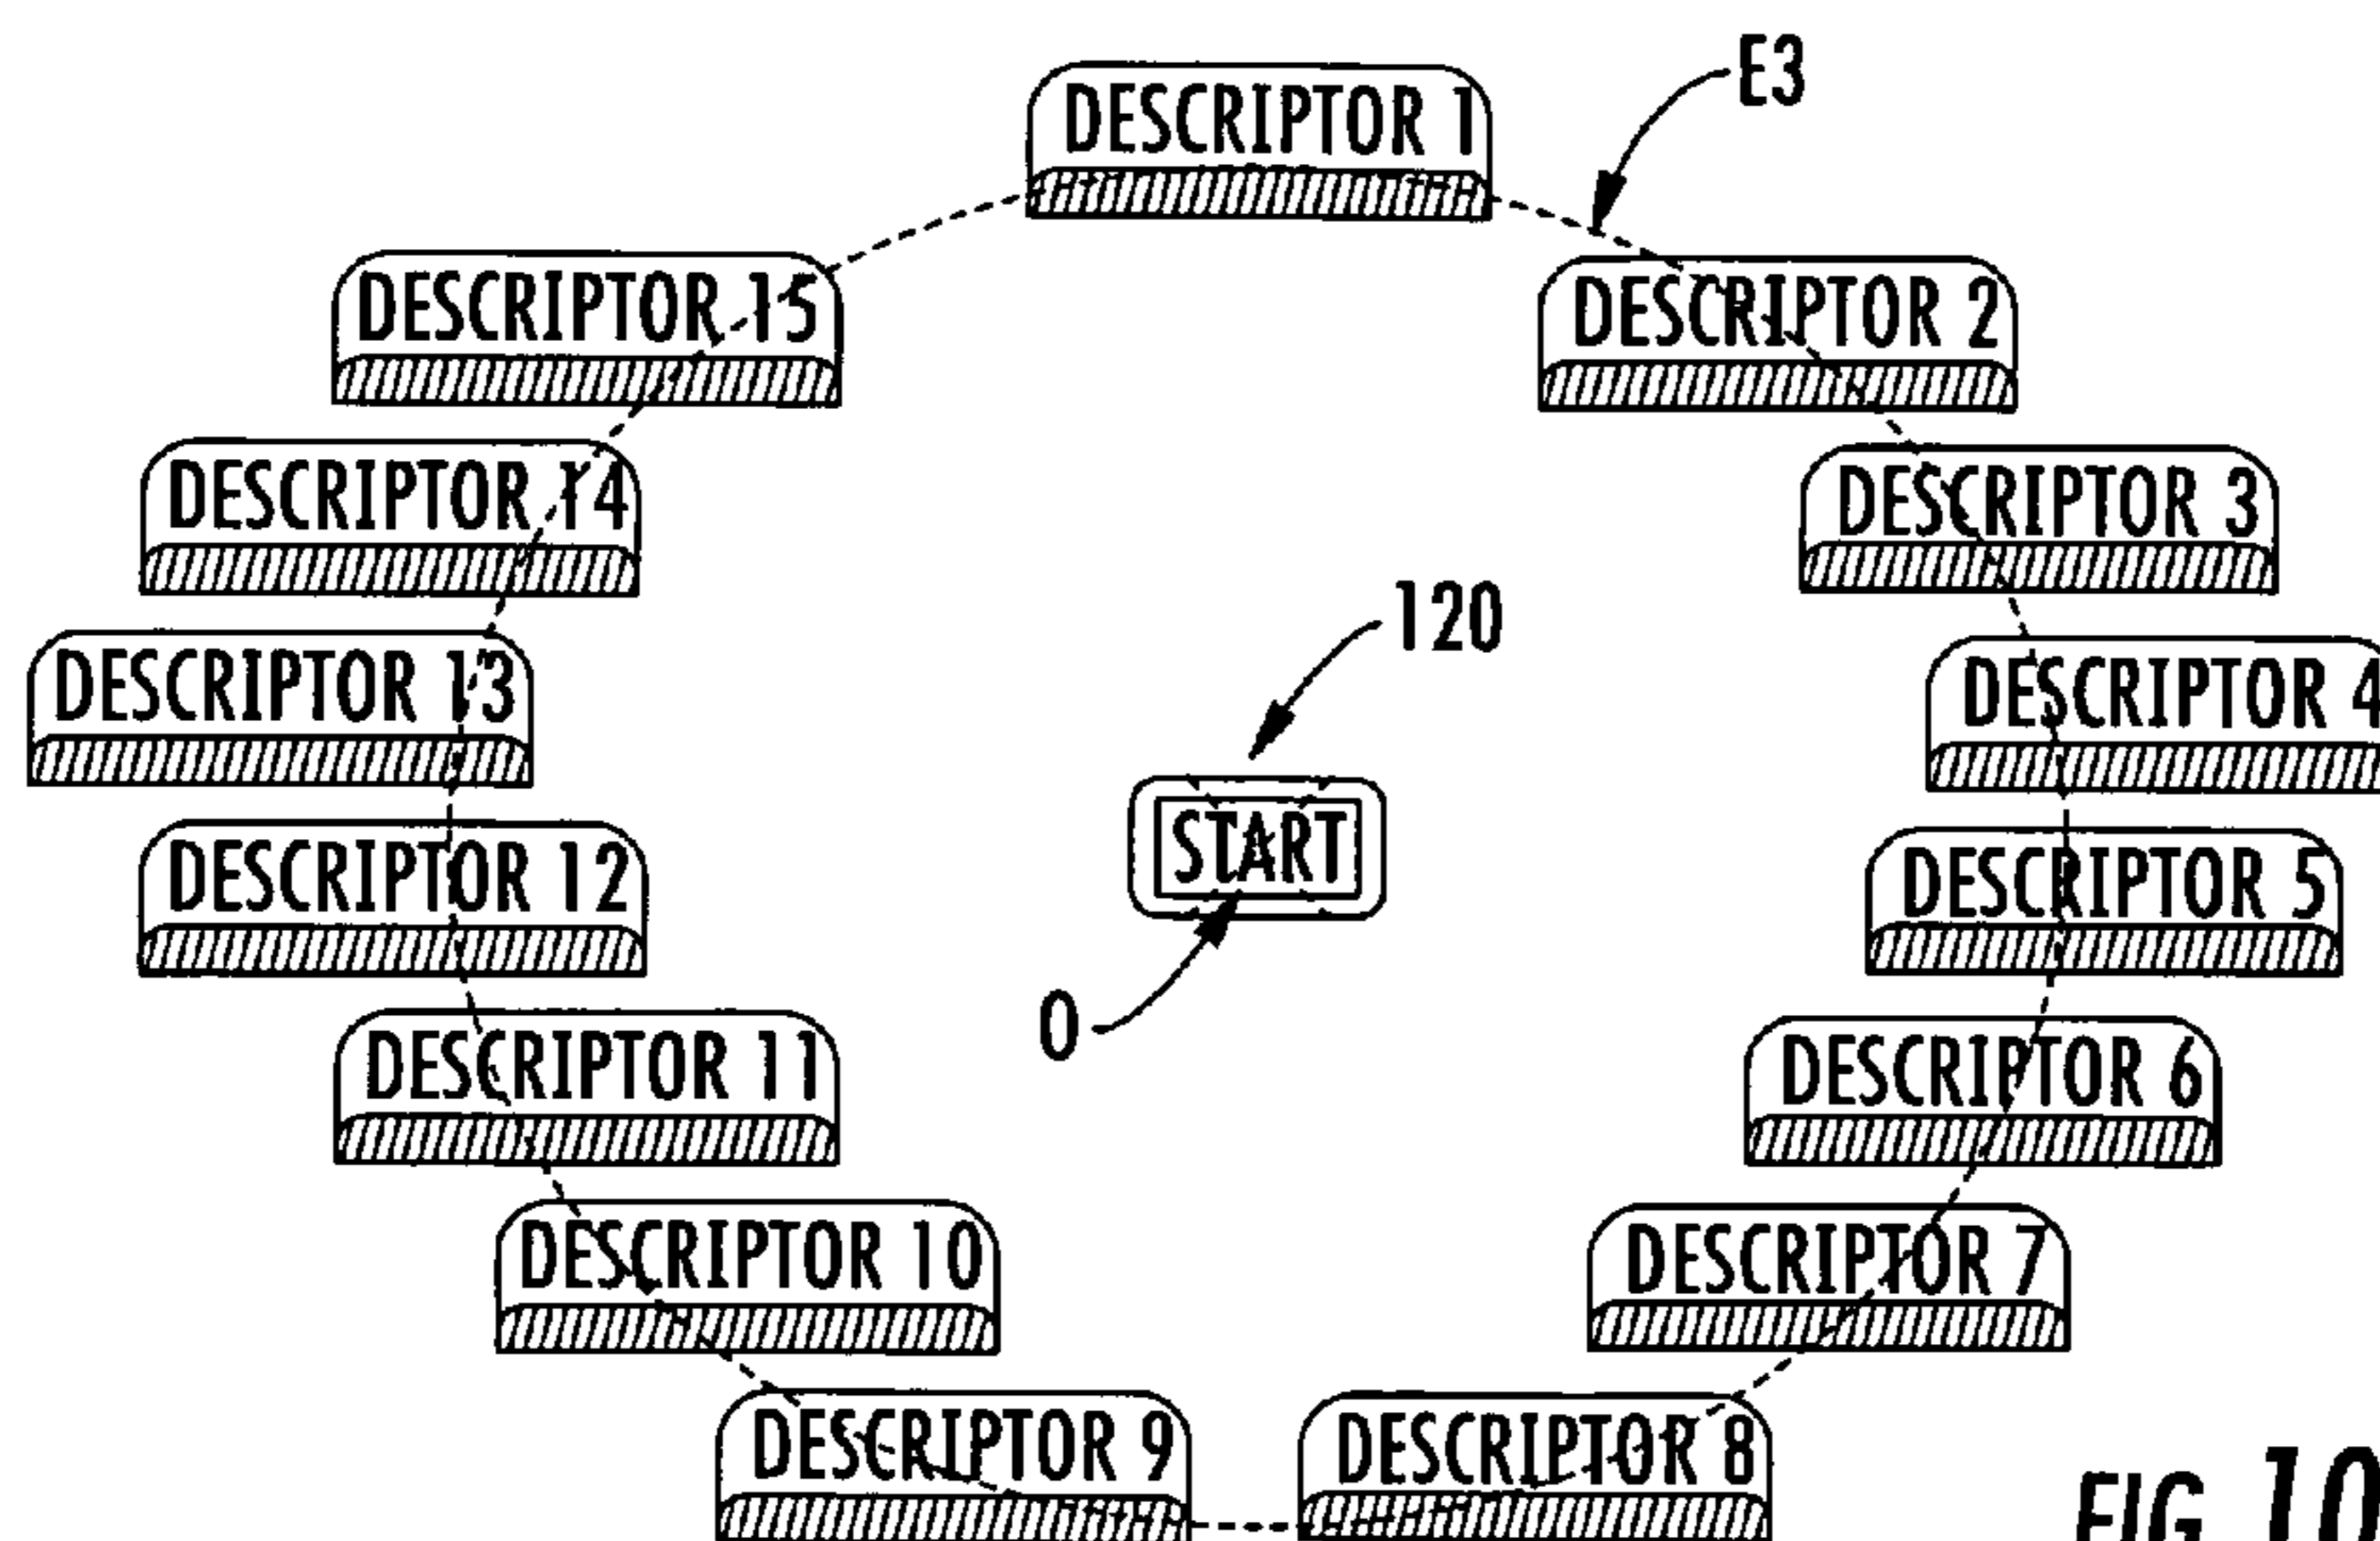 E3
DESCRIPTOR 1
DESCRIPTOR 15
DESCRIPTOR 2
DESCRIPTOR 14
DESCRIPTOR 3
120
DESCRIPTOR 13
DESCRIPTOR 4
START
DESCRIPTOR 12
DESCRIPTOR 5
O
DESCRIPTOR 11
DESCRIPTOR 6
DESCRIPTOR 10
DESCRIPTOR 7
DESCRIPTOR 9
DESCRIPTOR 8
FIG 10